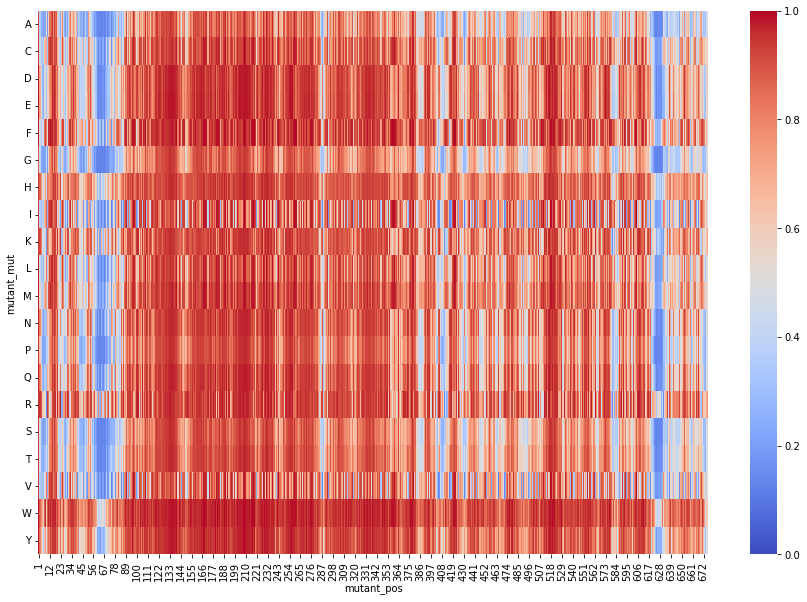 mutant_mut
A
C
D
E
F
G
H
I
K
L
M
N
P
Q
R
S
T
V
W
Y
1 12 23 34 45 56 67 78 89 100 111 122 133 144 155 166 177 188 199 210 221 232 243 254 265 276 287 298 309 320 331 342 353 364 375 386 397 408 419 430 441 452 463 474 485 496 507 518 529 540 551 562 573 584 595 606 617 628 639 650 661 672
mutant_pos
1.0
0.8
0.6
0.4
0.2
0.0